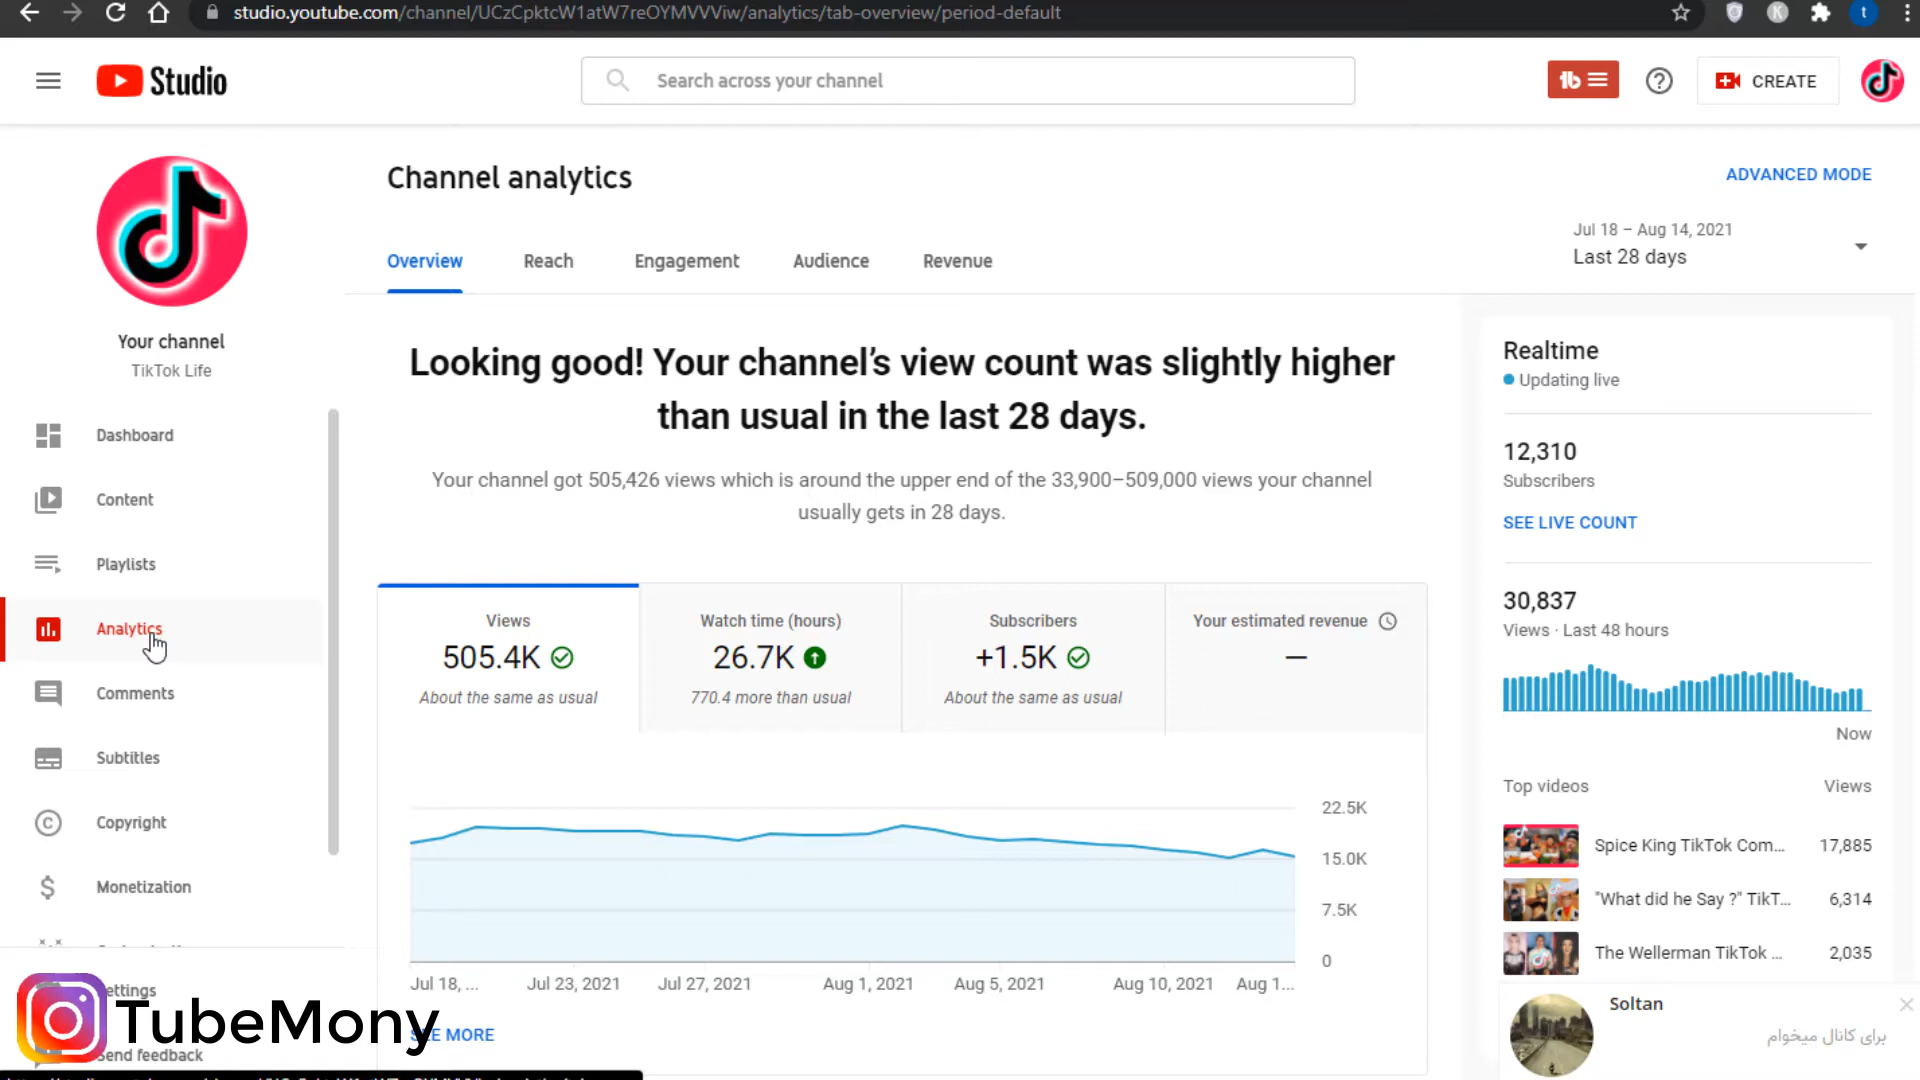 studio.youtube.com/channel/UCzCpktcW1atW7reOYMVVViw/analytics/tab-overview/period-default
K
t
Studio
Search across your channel
tb
CREATE
Channel analytics
ADVANCED MODE
Overview
Reach
Engagement
Audience
Revenue
Jul 18 – Aug 14, 2021
Last 28 days
Your channel
TikTok Life
Dashboard
Content
Playlists
Analytics
Comments
Subtitles
Copyright
Monetization
ettings
Send feedback
TubeMony
Looking good! Your channel’s view count was slightly higher
than usual in the last 28 days.
Your channel got 505,426 views which is around the upper end of the 33,900–509,000 views your channel
usually gets in 28 days.
Views
505.4K
About the same as usual
Watch time (hours)
26.7K
770.4 more than usual
Subscribers
+1.5K
About the same as usual
Your estimated revenue
—
22.5K
15.0K
7.5K
0
Jul 18, ...
Jul 23, 2021
Jul 27, 2021
Aug 1, 2021
Aug 5, 2021
Aug 10, 2021
Aug 1...
EE MORE
Realtime
Updating live
12,310
Subscribers
SEE LIVE COUNT
30,837
Views · Last 48 hours
Now
Top videos
Views
Spice King TikTok Com...
17,885
"What did he Say ?" TikT...
6,314
The Wellerman TikTok ...
2,035
Soltan
برای کانال میخوام